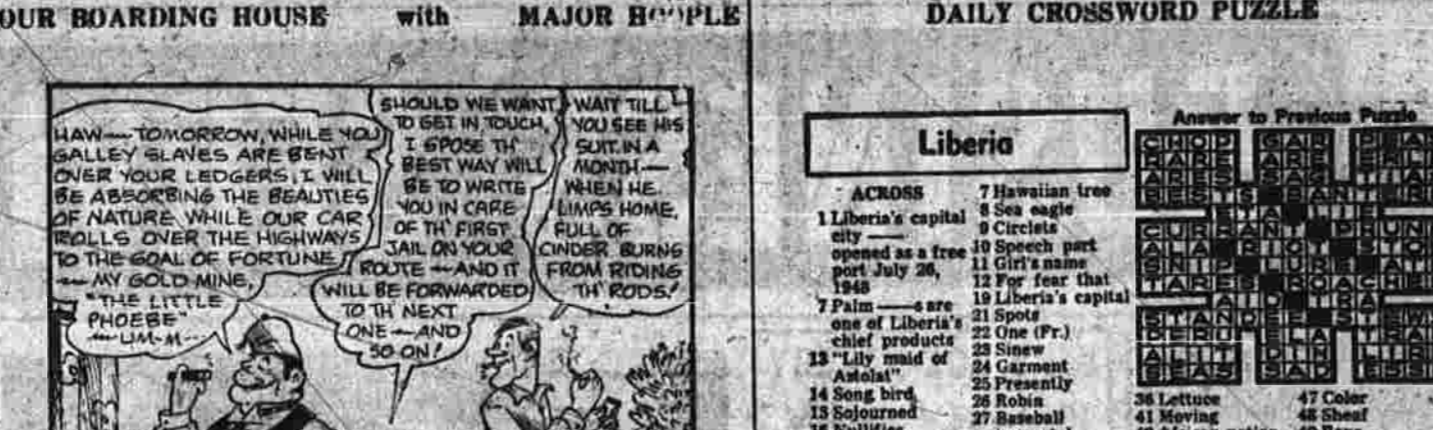 OUR BOARDING HOUSE with MAJOR HOOPLE
HAW — TOMORROW, WHILE YOU
GALLEY SLAVES ARE BENT
OVER YOUR LEDGERS, I WILL
BE ABSORBING THE BEAUTIES
OF NATURE WHILE OUR CAR
ROLLS OVER THE HIGHWAYS
TO THE GOAL OF FORTUNE
— MY GOLD MINE,
"THE LITTLE
PHOEBE"
— UM-M —
SHOULD WE WANT
TO GET IN TOUCH,
I SPOSE TH'
BEST WAY WILL
BE TO WRITE
YOU IN CARE
OF TH' FIRST
JAIL ON YOUR
ROUTE — AND IT
WILL BE FORWARDED
TO TH' NEXT
ONE — AND
SO ON!
WAIT TILL
YOU SEE HIS
SUIT IN A
MONTH —
WHEN HE
LIMPS HOME,
FULL OF
CINDER BURNS
FROM RIDING
TH' RODS!
DAILY CROSSWORD PUZZLE
Liberia
ACROSS
1 Liberia's capital
city ——
opened as a free
port July 26,
1948
7 Palm ——s are
one of Liberia's
chief products
13 "Lily maid of
Astolat"
14 Song bird
15 Sojourned
7 Hawaiian tree
8 Sea eagle
9 Circlets
10 Speech part
11 Girl's name
12 For fear that
19 Liberia's capital
21 Spots
22 One (Fr.)
23 Sinew
24 Garment
25 Presently
26 Robin
27 Baseball
Answer to Previous Puzzle
36 Lettuce
41 Moving
47 Color
48 Sheaf